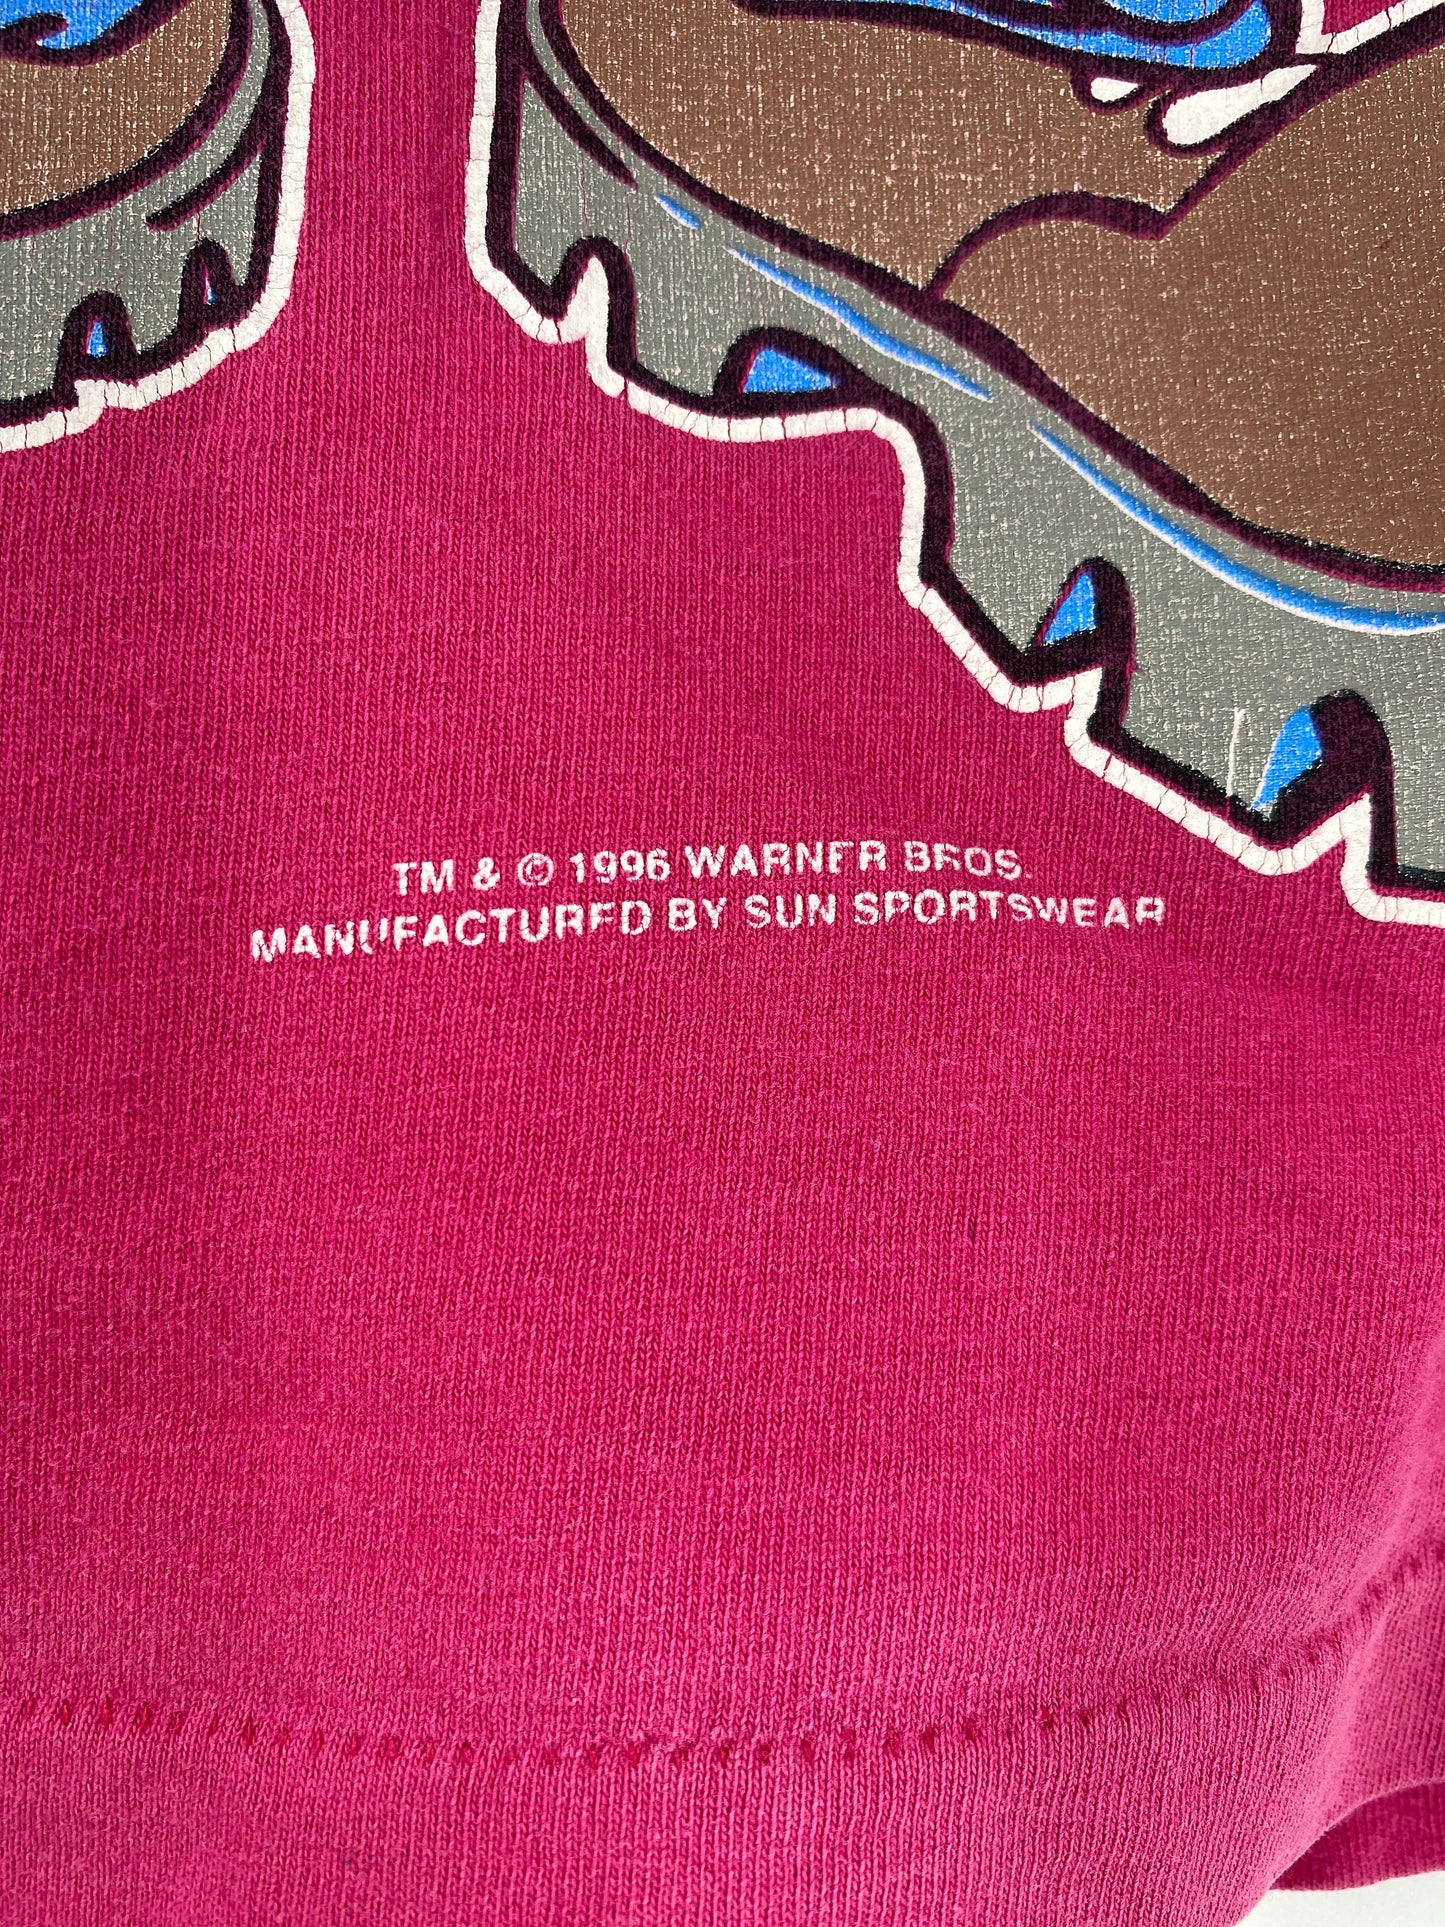 TM & © 1996 WARNER BROS.
MANUFACTURED BY SUN SPORTSWEAR